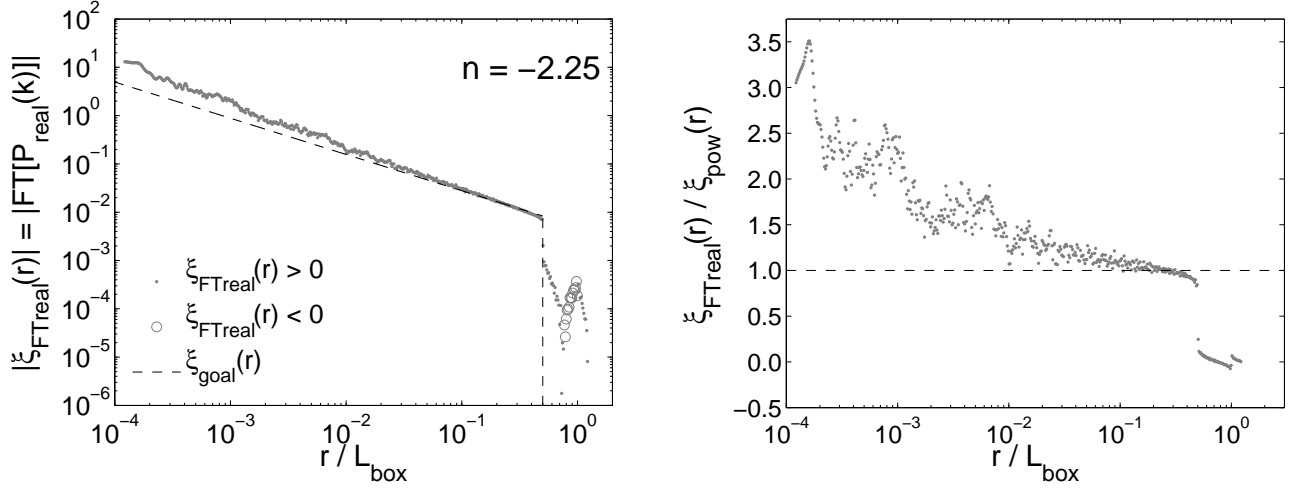 |ξ_FTreal(r)| = |FT[P_real(k)]|
10^2
10^1
10^0
10^−1
10^−2
10^−3
10^−4
10^−5
10^−6
n = −2.25
ξ_FTreal(r) > 0
ξ_FTreal(r) < 0
ξ_goal(r)
10^−4 10^−3 10^−2 10^−1 10^0
r / L_box
ξ_FTreal(r) / ξ_pow(r)
3.5
3.0
2.5
2.0
1.5
1.0
0.5
0.0
−0.5
10^−4 10^−3 10^−2 10^−1 10^0
r / L_box